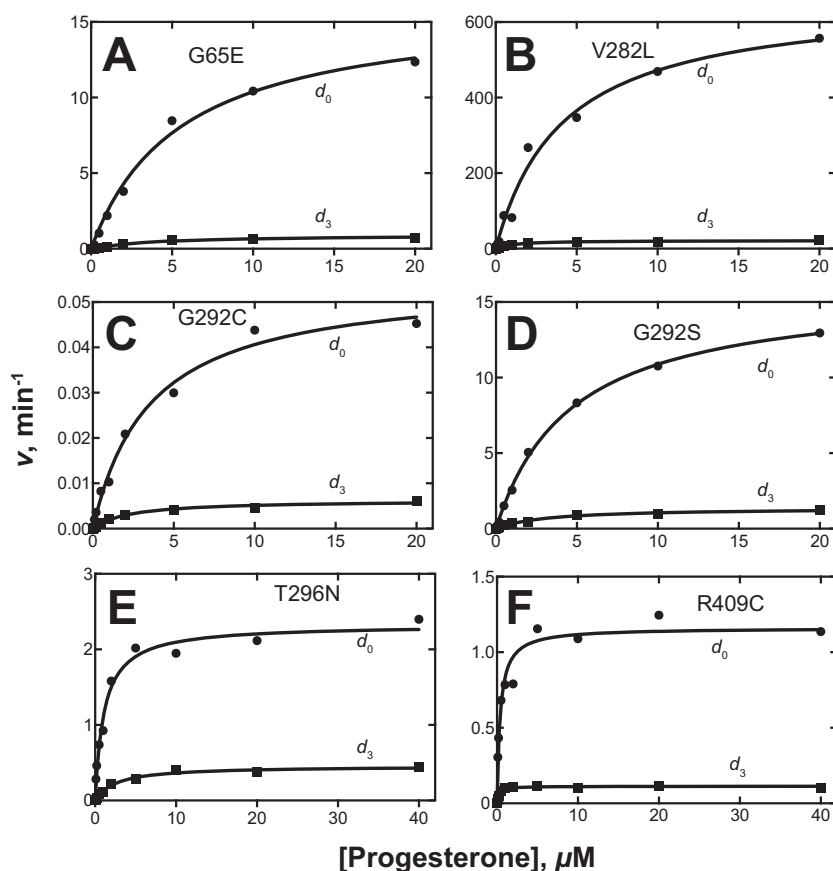 A
G65E
d0
d3
15
10
5
0
0 5 10 15 20
B
V282L
d0
d3
600
400
200
0
0 5 10 15 20
C
G292C
d0
d3
0.05
0.04
0.03
0.02
0.01
0.00
0 5 10 15 20
D
G292S
d0
d3
15
10
5
0
0 5 10 15 20
E
T296N
d0
d3
3
2
1
0
0 10 20 30 40
F
R409C
d0
d3
1.5
1.0
0.5
0.0
0 10 20 30 40
v, min-1
[Progesterone], μM